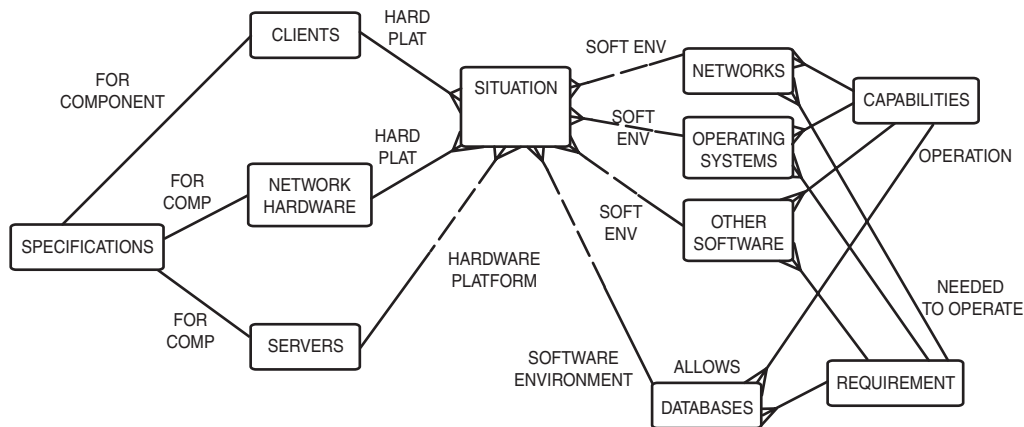 CLIENTS
HARD
PLAT
SITUATION
SOFT ENV
NETWORKS
CAPABILITIES
FOR
COMPONENT
SOFT
ENV
OPERATING
SYSTEMS
OPERATION
HARD
PLAT
FOR
COMP
NETWORK
HARDWARE
SOFT
ENV
OTHER
SOFTWARE
SPECIFICATIONS
HARDWARE
PLATFORM
NEEDED
TO OPERATE
FOR
COMP
SERVERS
SOFTWARE
ENVIRONMENT
ALLOWS
DATABASES
REQUIREMENT